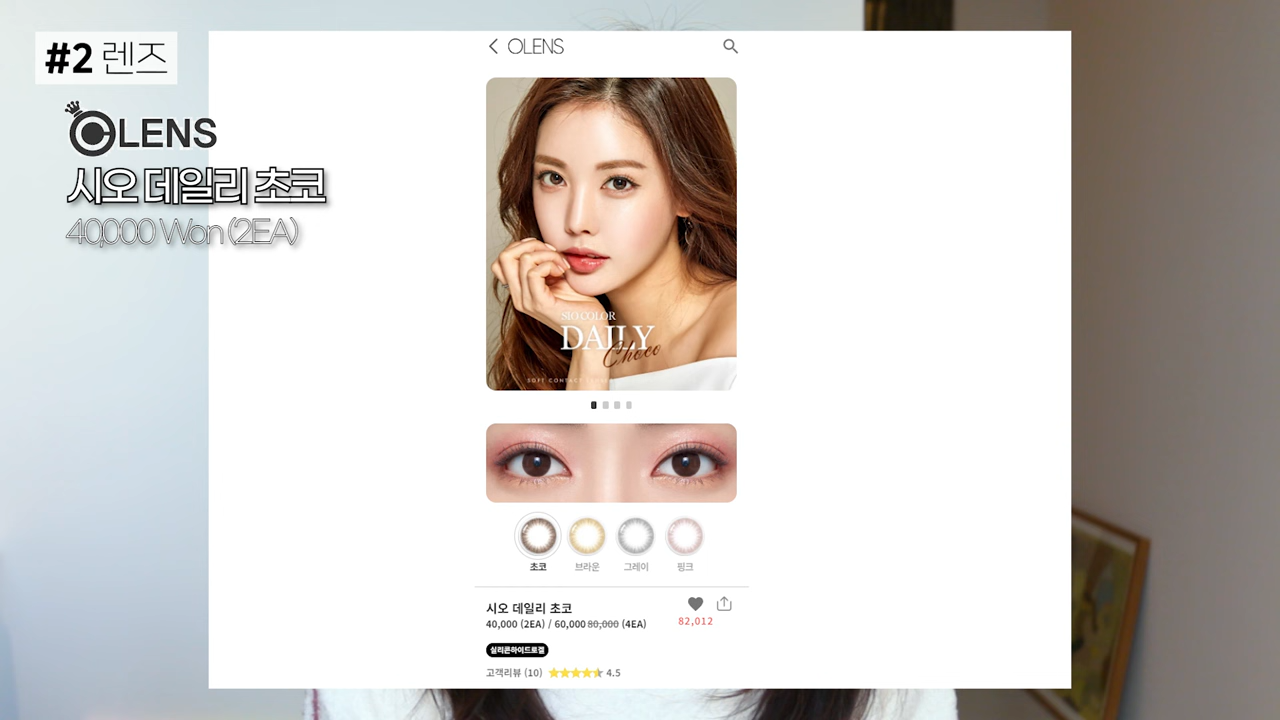 #2 렌즈
OLENS
시오 데일리 초코
40,000 Won (2EA)
OLENS
SIO COLOR
DAILY
Choco
SOFT CONTACT
초코
브라운
그레이
핑크
시오 데일리 초코
40,000 (2EA) / 60,000 80,000 (4EA)
82,012
실리콘하이드로겔
고객리뷰 (10)
4.5